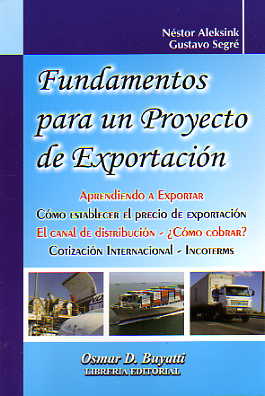 Néstor Aleksink
Gustavo Segré
Fundamentos
para un Proyecto
de Exportación
Aprendiendo a Exportar
Cómo establecer el precio de exportación
El canal de distribución - ¿Cómo cobrar?
Cotización Internacional - Incoterms
Osmar D. Buyatti
LIBRERIA EDITORIAL